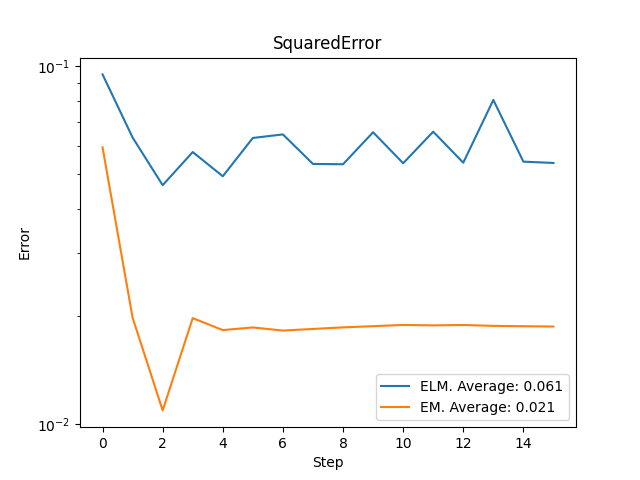 SquaredError
10⁻¹
10⁻²
Error
0 2 4 6 8 10 12 14
Step
ELM. Average: 0.061
EM. Average: 0.021